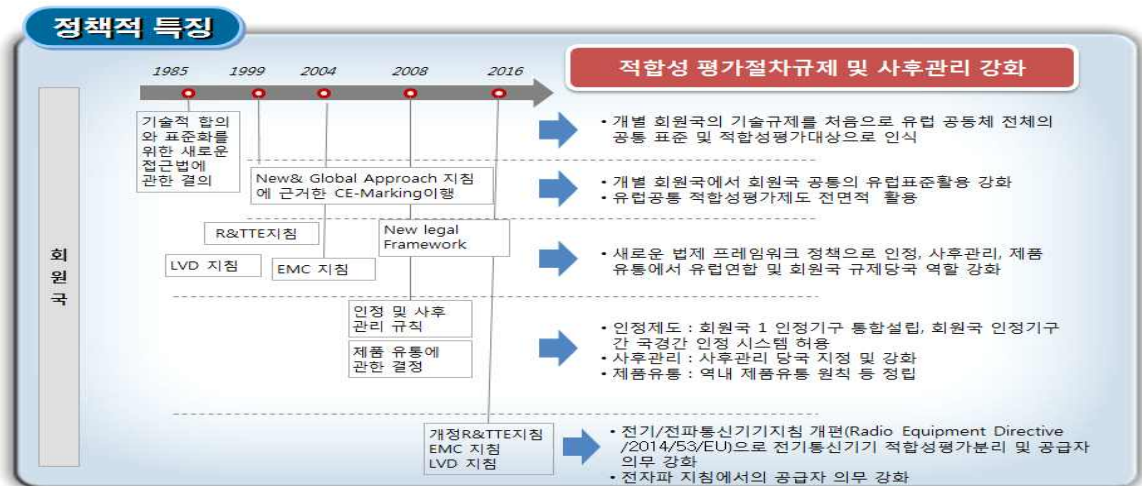 정책적 특징
1985 1999 2004 2008 2016
적합성 평가절차규제 및 사후관리 강화
회
원
국
기술적 합의
와 표준화를
위한 새로운
접근법에
관한 결의
• 개별 회원국의 기술규제를 처음으로 유럽 공동체 전체의
공통 표준 및 적합성평가대상으로 인식
New& Global Approach 지침
에 근거한 CE-Marking이행
• 개별 회원국에서 회원국 공통의 유럽표준활용 강화
• 유럽공통 적합성평가제도 전면적 활용
R&TTE지침
New legal
Framework
LVD 지침
EMC 지침
• 새로운 법제 프레임워크 정책으로 인정, 사후관리, 제품
유통에서 유럽연합 및 회원국 규제당국 역할 강화
인정 및 사후
관리 규칙
제품 유통에
관한 결정
• 인정제도 : 회원국 1 인정기구 통합설립, 회원국 인정기구
간 국경간 인정 시스템 허용
• 사후관리 : 사후관리 당국 지정 및 강화
• 제품유통 : 역내 제품유통 원칙 등 정립
개정R&TTE지침
EMC 지침
LVD 지침
• 전기/전파통신기기지침 개편(Radio Equipment Directive
/2014/53/EU)으로 전기통신기기 적합성평가분리 및 공급자
의무 강화
• 전자파 지침에서의 공급자 의무 강화